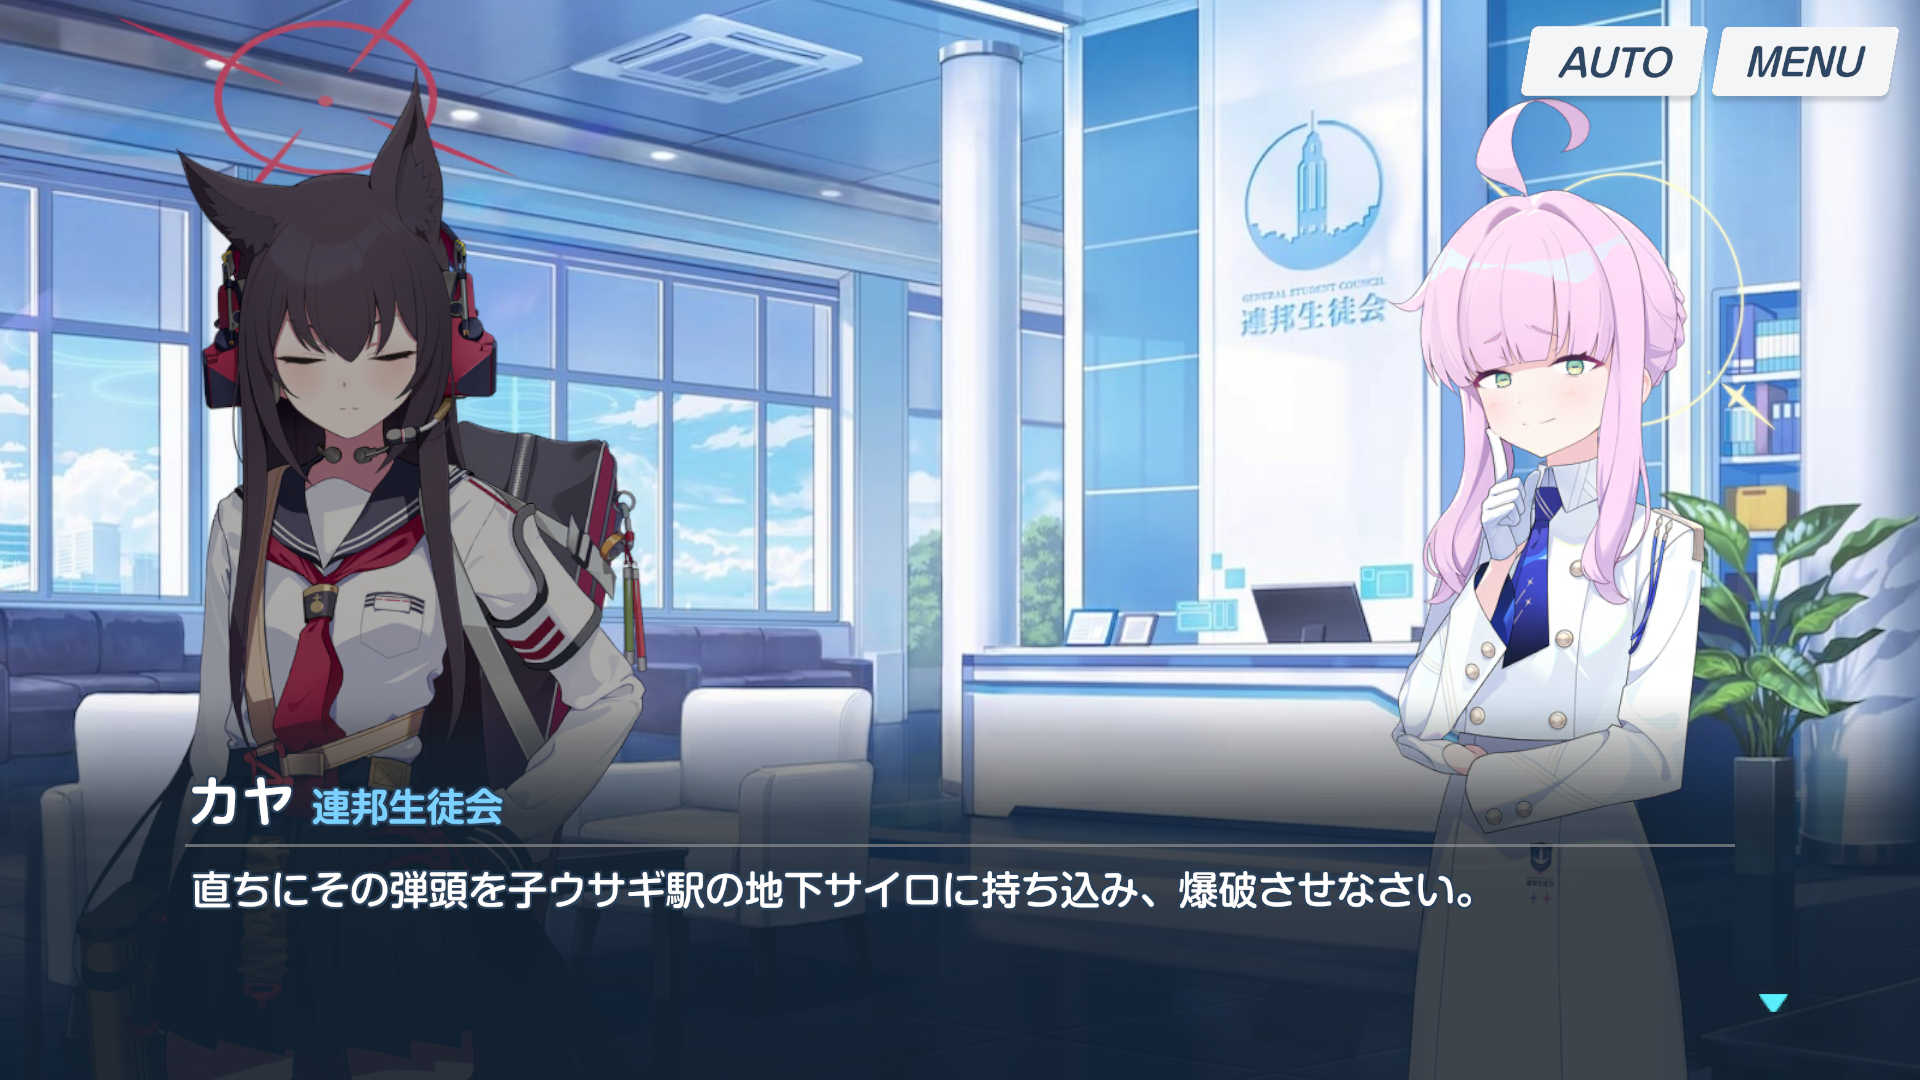 AUTO
MENU
GENERAL STUDENT COUNCIL
連邦生徒会
カヤ 連邦生徒会
直ちにその弾頭を子ウサギ駅の地下サイロに持ち込み、爆破させなさい。